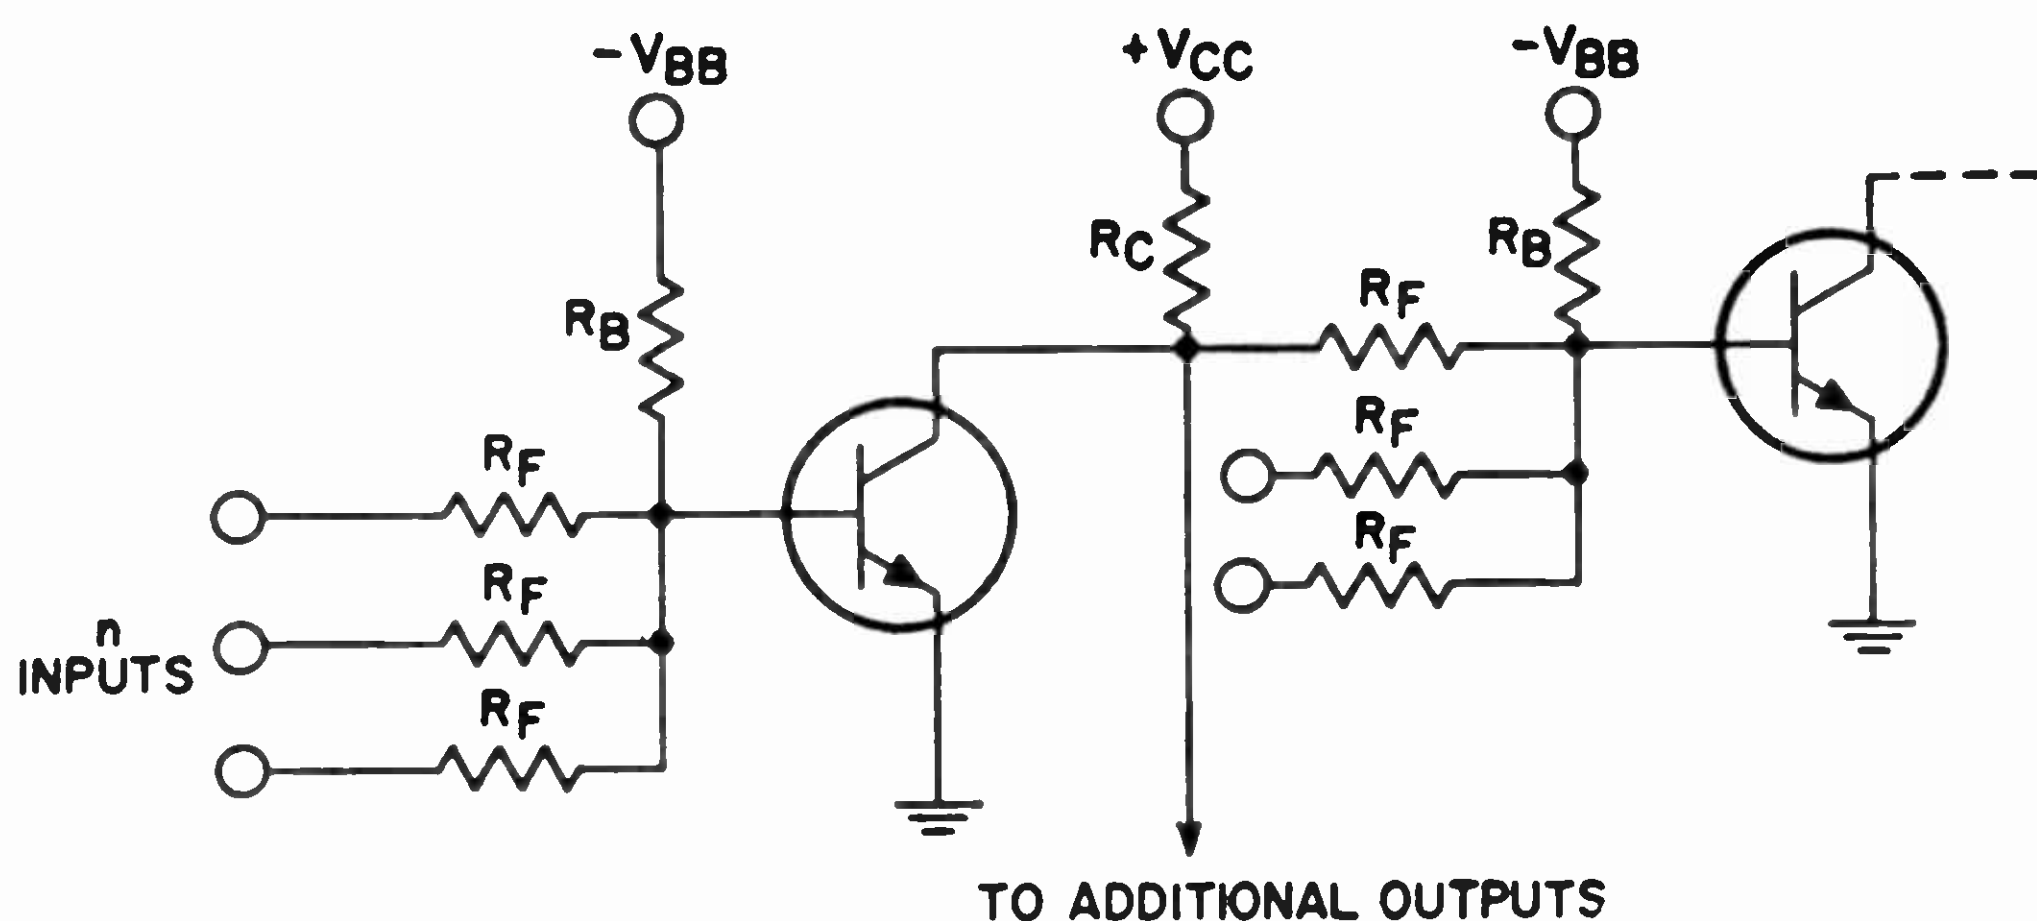 -VBB
+VCC
-VBB
RB
RC
RB
RF
RF
RF
RF
RF
RF
n
INPUTS
TO ADDITIONAL OUTPUTS